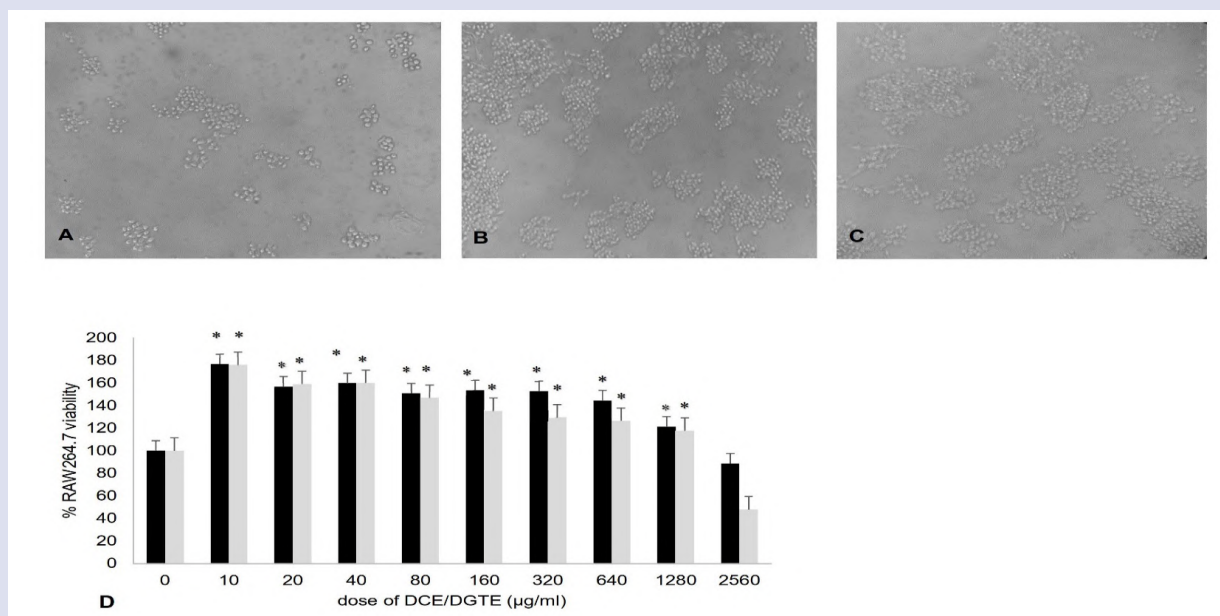 A
B
C
200
180
160
140
120
100
80
60
40
20
0
% RAW264.7 viability
* * * * * * * * * * * * * * * *
0 10 20 40 80 160 320 640 1280 2560
dose of DCE/DGTE (µg/ml)
D